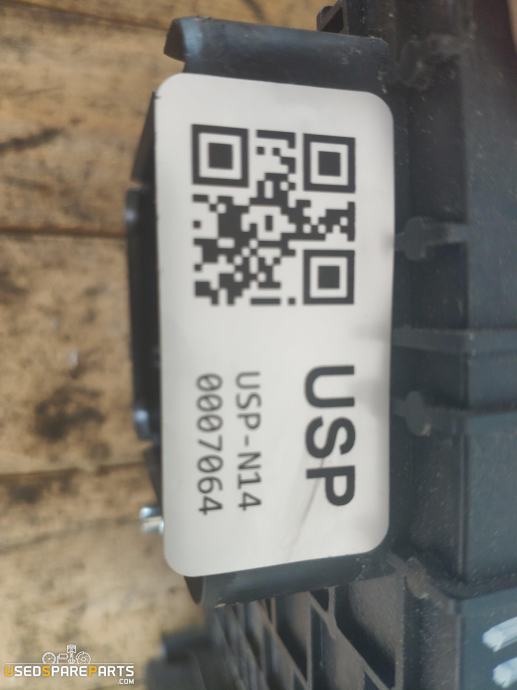 USP
USP-N14
0007064
USEDSPAREPARTS
.COM